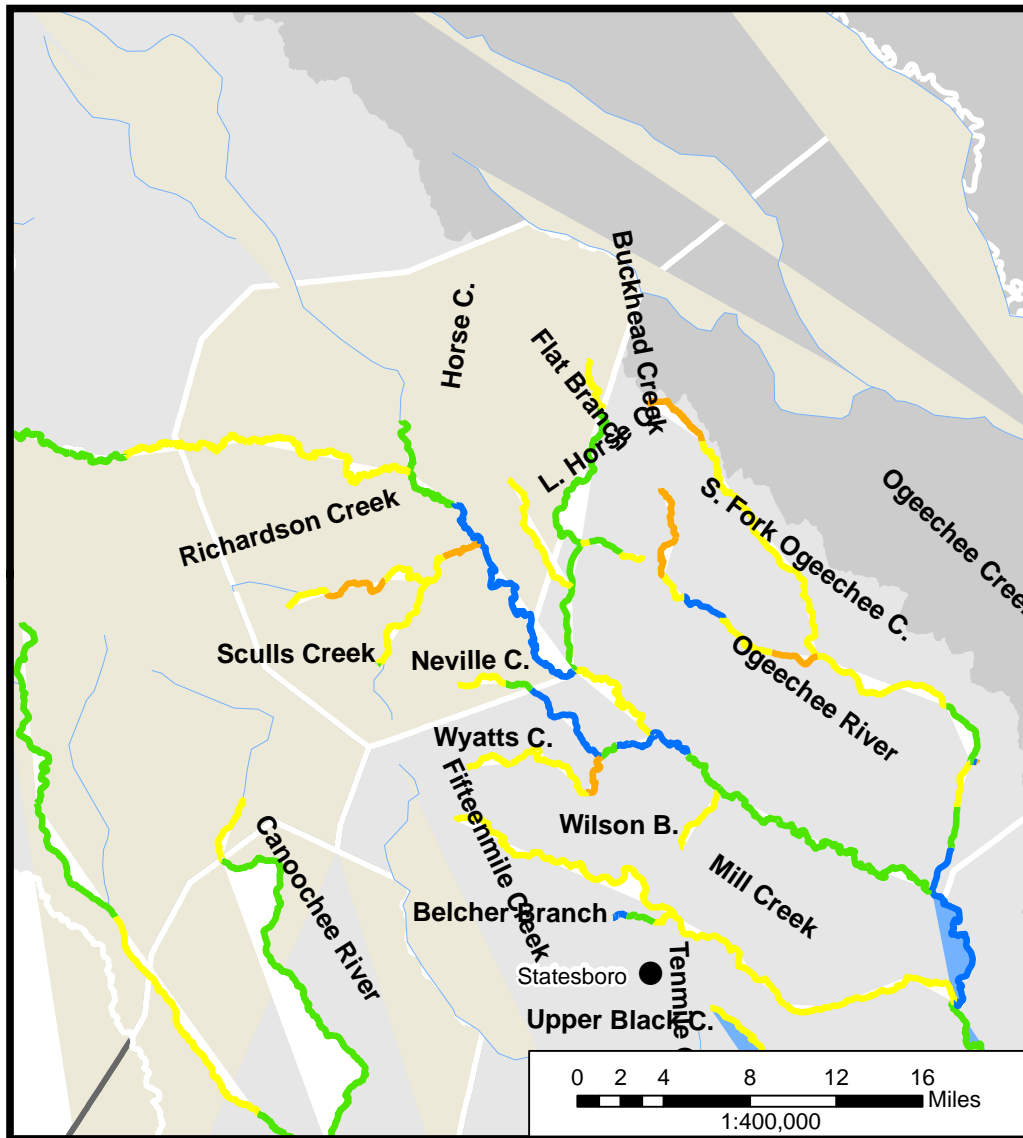 Buckhead Creek
Horse C.
Flat Branch
L. Horse C.
Ogeechee Creek
S. Fork Ogeechee C.
Richardson Creek
Sculls Creek
Neville C.
Ogeechee River
Wyatts C.
Fifteenmile Creek
Wilson B.
Canoochee River
Mill Creek
Belcher Branch
Tenmile
Statesboro
Upper Black C.
0 2 4 8 12 16
Miles
1:400,000